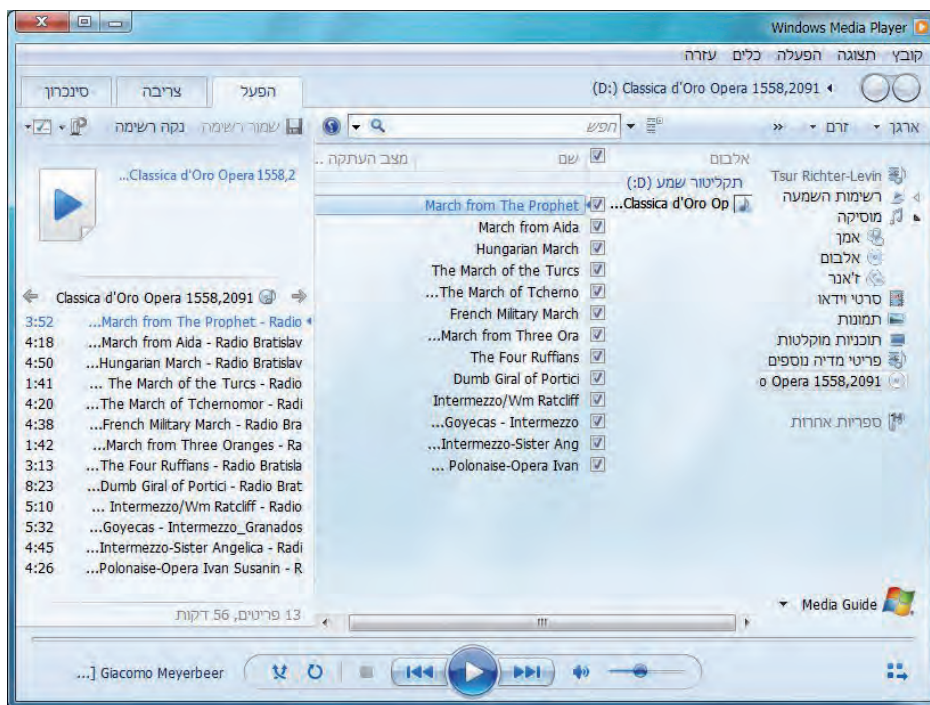 Windows Media Player
קובץ תצוגה הפעלה כלים עזרה
(D:) Classica d'Oro Opera 1558,2091
הפעל
צריבה
סינכרון
ארגן
זרם
»
חפש
שמור רשימה
נקה רשימה
Tsur Richter-Levin
רשימות השמעה
מוסיקה
אמן
אלבום
ז'אנר
סרטי וידאו
תמונות
תוכניות מוקלטות
פריטי מדיה נוספים
o Opera 1558,2091
ספריות אחרות
Media Guide
אלבום
שם
מצב העתקה ..
תקליטור שמע (D:)
Classica d'Oro Op...
March from The Prophet
March from Aida
Hungarian March
The March of the Turcs
The March of Tcherno...
French Military March
March from Three Ora...
The Four Ruffians
Dumb Giral of Portici
Intermezzo/Wm Ratcliff
Goyecas - Intermezzo...
Intermezzo-Sister Ang...
Polonaise-Opera Ivan ...
Classica d'Oro Opera 1558,2...
Classica d'Oro Opera 1558,2091
March from The Prophet - Radio... 3:52
March from Aida - Radio Bratislav... 4:18
Hungarian March - Radio Bratislav... 4:50
The March of the Turcs - Radio ... 1:41
The March of Tchernomor - Radi... 4:20
French Military March - Radio Bra... 4:38
March from Three Oranges - Ra... 1:42
The Four Ruffians - Radio Bratisla... 3:13
Dumb Giral of Portici - Radio Brat... 8:23
Intermezzo/Wm Ratcliff - Radio ... 5:10
Goyecas - Intermezzo_Granados... 5:32
Intermezzo-Sister Angelica - Radi... 4:45
Polonaise-Opera Ivan Susanin - R... 4:26
13 פריטים, 56 דקות
Giacomo Meyerbeer [...